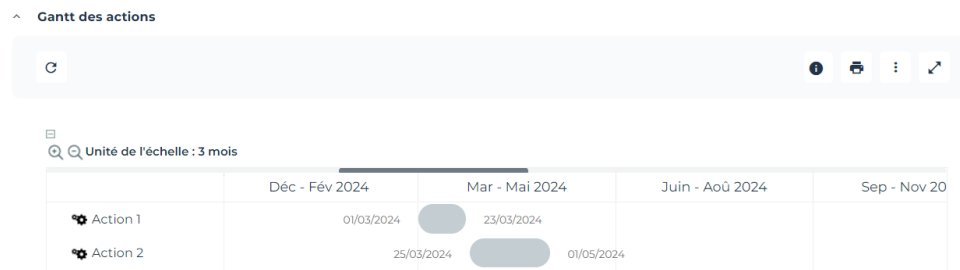 Gantt des actions
Unité de l'échelle : 3 mois
Déc - Fév 2024 Mar - Mai 2024 Juin - Aoû 2024 Sep - Nov 20
Action 1 01/03/2024 23/03/2024
Action 2 25/03/2024 01/05/2024